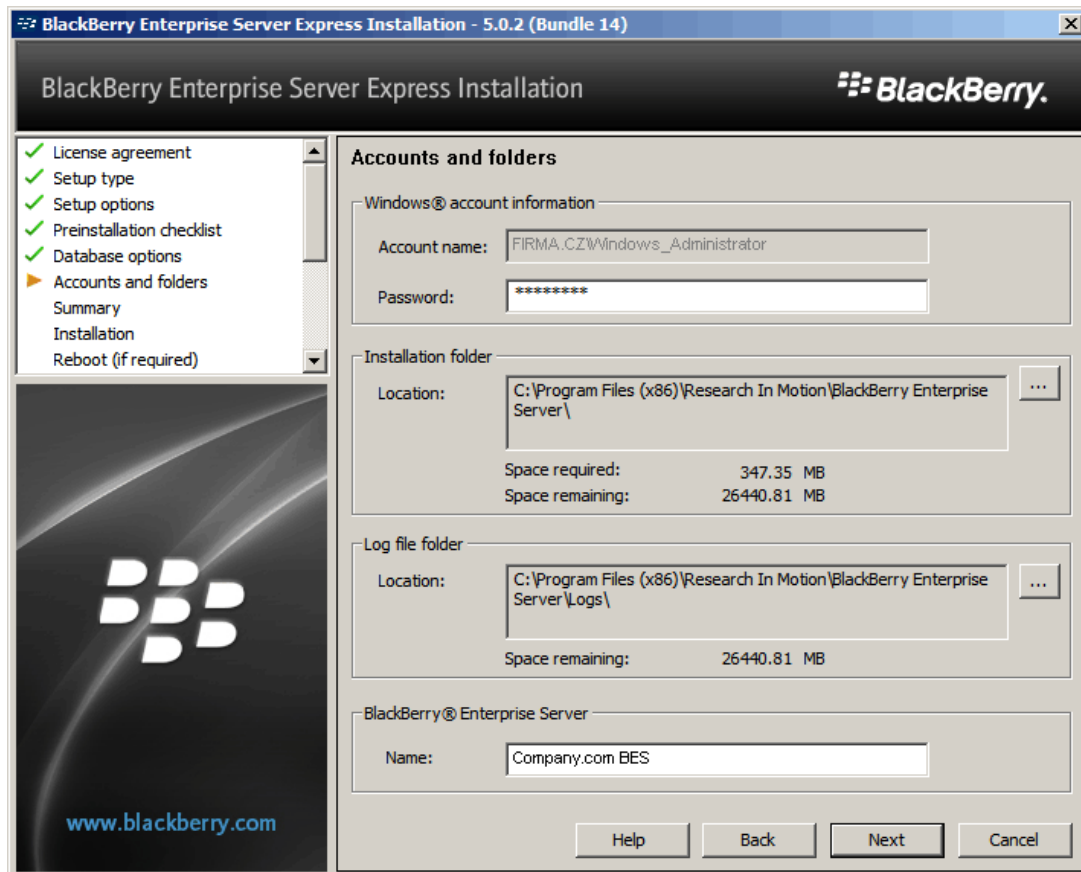 BlackBerry Enterprise Server Express Installation - 5.0.2 (Bundle 14)
BlackBerry Enterprise Server Express Installation
BlackBerry.
License agreement
Setup type
Setup options
Preinstallation checklist
Database options
Accounts and folders
Summary
Installation
Reboot (if required)
www.blackberry.com
Accounts and folders
Windows® account information
Account name: FIRMA.CZ\Windows_Administrator
Password: ********
Installation folder
Location: C:\Program Files (x86)\Research In Motion\BlackBerry Enterprise
Server\
...
Space required: 347.35 MB
Space remaining: 26440.81 MB
Log file folder
Location: C:\Program Files (x86)\Research In Motion\BlackBerry Enterprise
Server\Logs\
...
Space remaining: 26440.81 MB
BlackBerry® Enterprise Server
Name: Company.com BES
Help Back Next Cancel